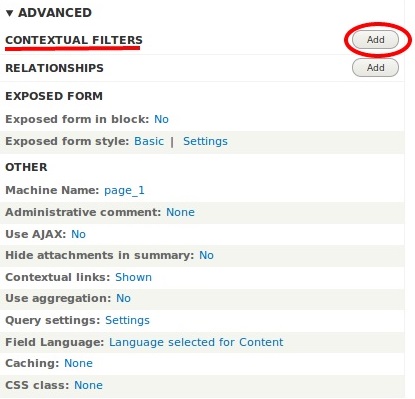 ▼ ADVANCED
CONTEXTUAL FILTERS Add
RELATIONSHIPS Add
EXPOSED FORM
Exposed form in block: No
Exposed form style: Basic | Settings
OTHER
Machine Name: page_1
Administrative comment: None
Use AJAX: No
Hide attachments in summary: No
Contextual links: Shown
Use aggregation: No
Query settings: Settings
Field Language: Language selected for Content
Caching: None
CSS class: None